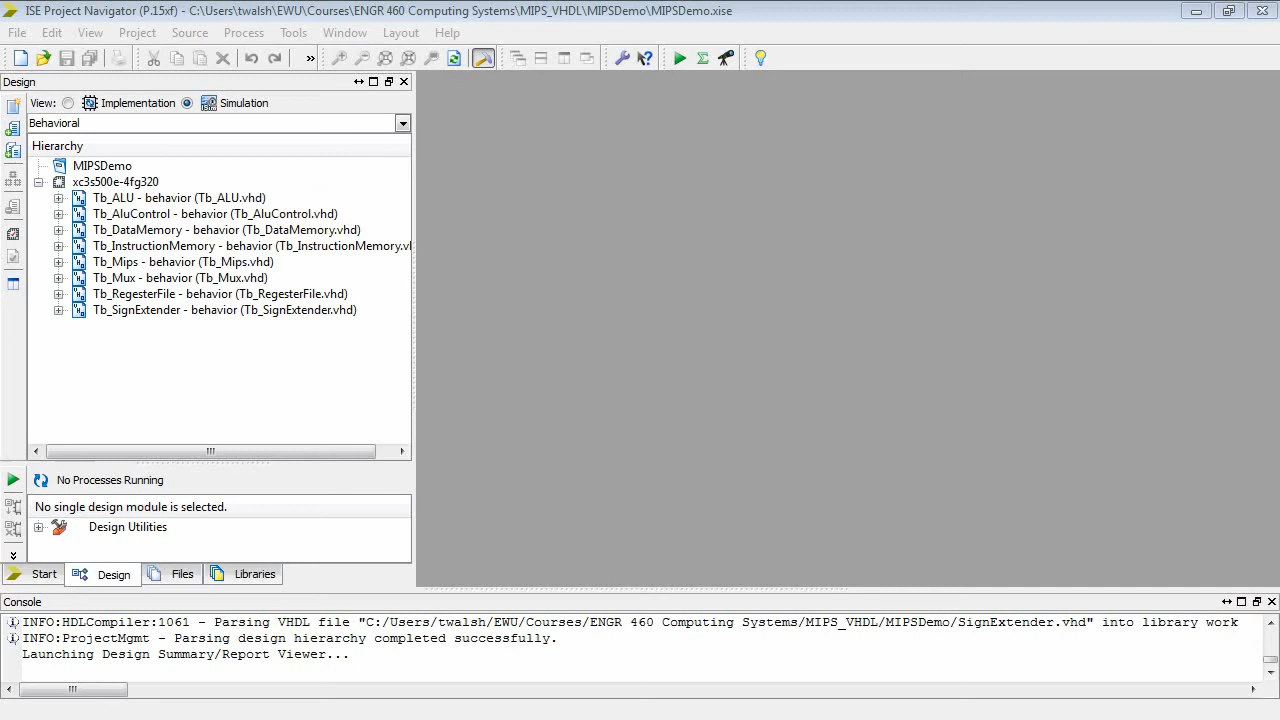 ISE Project Navigator (P.15xf) - C:\Users\twalsh\EWU\Courses\ENGR 460 Computing Systems\MIPS_VHDL\MIPSDemo\MIPSDemo.xise
File Edit View Project Source Process Tools Window Layout Help
»
Design
View: Implementation Simulation
Behavioral
Hierarchy
MIPSDemo
xc3s500e-4fg320
Tb_ALU - behavior (Tb_ALU.vhd)
Tb_AluControl - behavior (Tb_AluControl.vhd)
Tb_DataMemory - behavior (Tb_DataMemory.vhd)
Tb_InstructionMemory - behavior (Tb_InstructionMemory.vl
Tb_Mips - behavior (Tb_Mips.vhd)
Tb_Mux - behavior (Tb_Mux.vhd)
Tb_RegesterFile - behavior (Tb_RegesterFile.vhd)
Tb_SignExtender - behavior (Tb_SignExtender.vhd)
No Processes Running
No single design module is selected.
Design Utilities
Start Design Files Libraries
Console
INFO:HDLCompiler:1061 - Parsing VHDL file "C:/Users/twalsh/EWU/Courses/ENGR 460 Computing Systems/MIPS_VHDL/MIPSDemo/SignExtender.vhd" into library work
INFO:ProjectMgmt - Parsing design hierarchy completed successfully.
Launching Design Summary/Report Viewer...